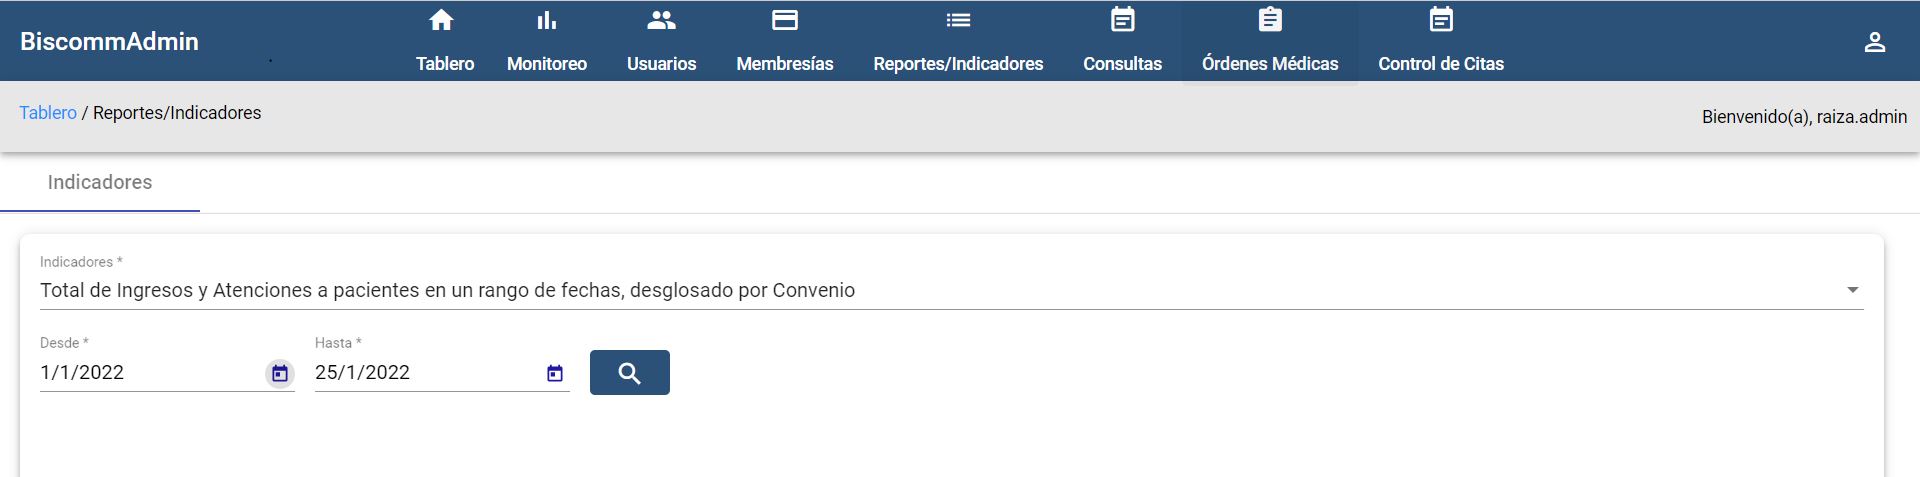 BiscommAdmin
Tablero Monitoreo Usuarios Membresías Reportes/Indicadores Consultas Órdenes Médicas Control de Citas
Tablero / Reportes/Indicadores
Bienvenido(a), raiza.admin
Indicadores
Indicadores *
Total de Ingresos y Atenciones a pacientes en un rango de fechas, desglosado por Convenio
Desde * Hasta *
1/1/2022 25/1/2022